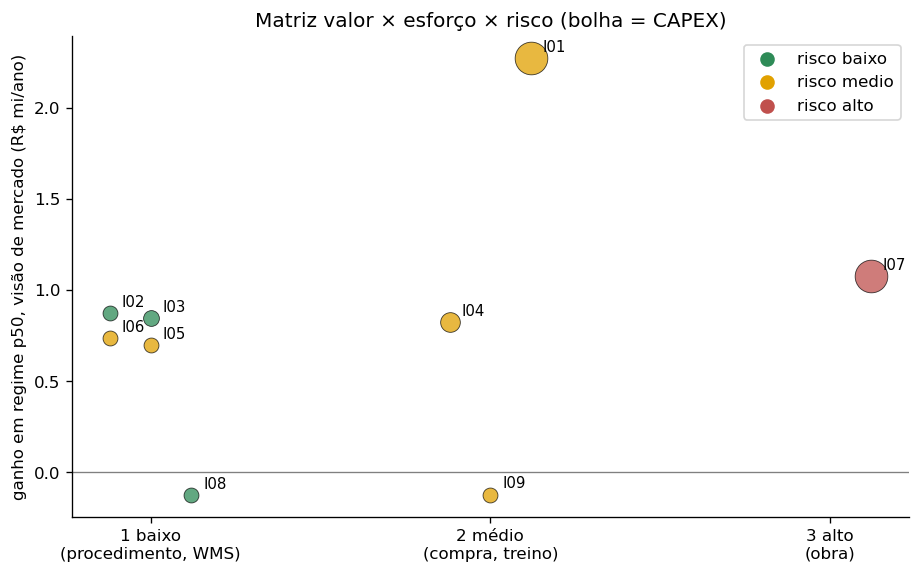 Matriz valor × esforço × risco (bolha = CAPEX)
ganho em regime p50, visão de mercado (R$ mi/ano)
2.0
1.5
1.0
0.5
0.0
risco baixo
risco medio
risco alto
I01
I07
I02
I03
I06
I05
I04
I08
I09
1 baixo
(procedimento, WMS)
2 médio
(compra, treino)
3 alto
(obra)